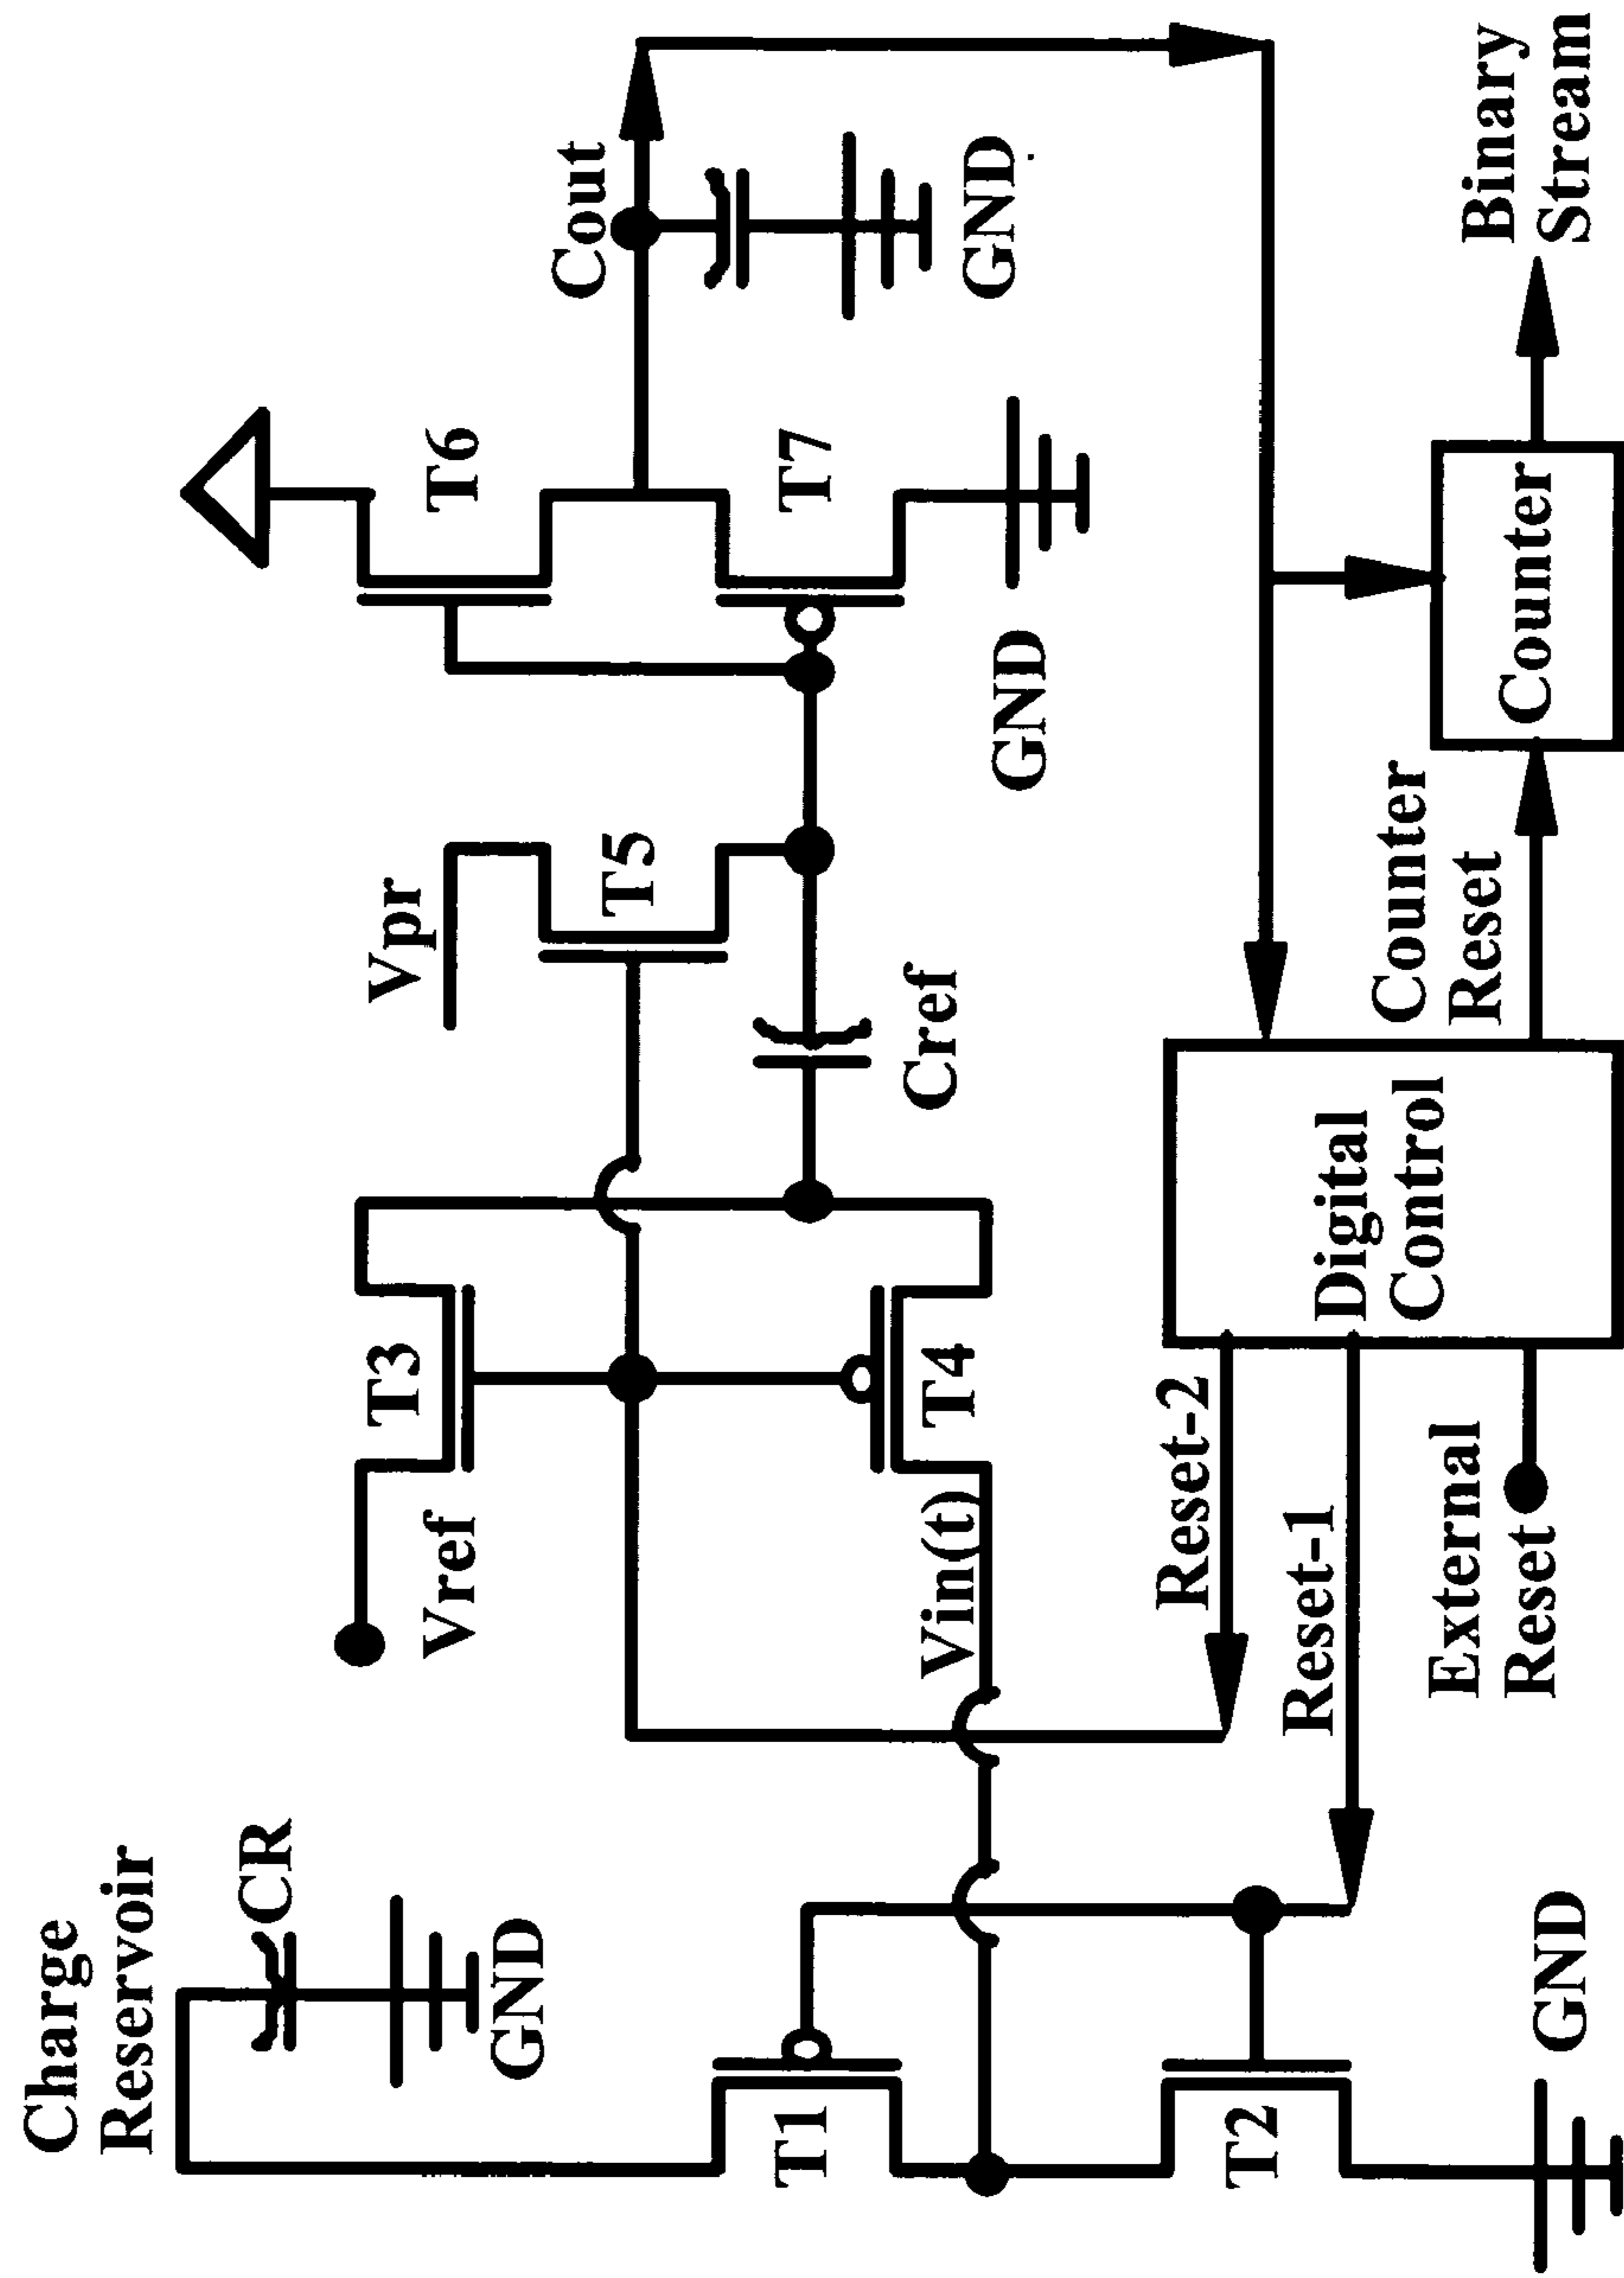 Charge
Reservoir
CR
GND
T1
T2
GND
Vref
T3
Vin(t)
T4
Vpr
T5
Cref
T6
T7
GND
Cout
GND
Reset-2
Reset-1
External
Reset
Digital
Control
Counter
Reset
Counter
Binary
Stream